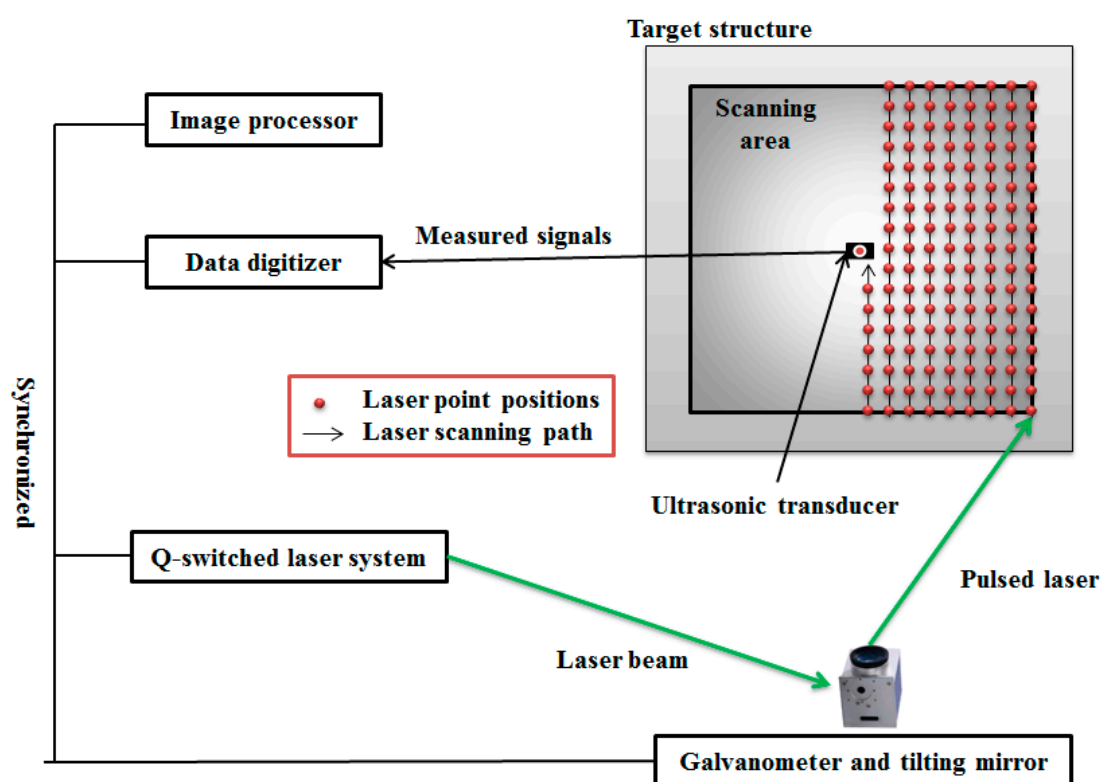 Target structure
Image processor
Scanning
area
Measured signals
Data digitizer
Synchronized
Laser point positions
Laser scanning path
Ultrasonic transducer
Q-switched laser system
Pulsed laser
Laser beam
Galvanometer and tilting mirror